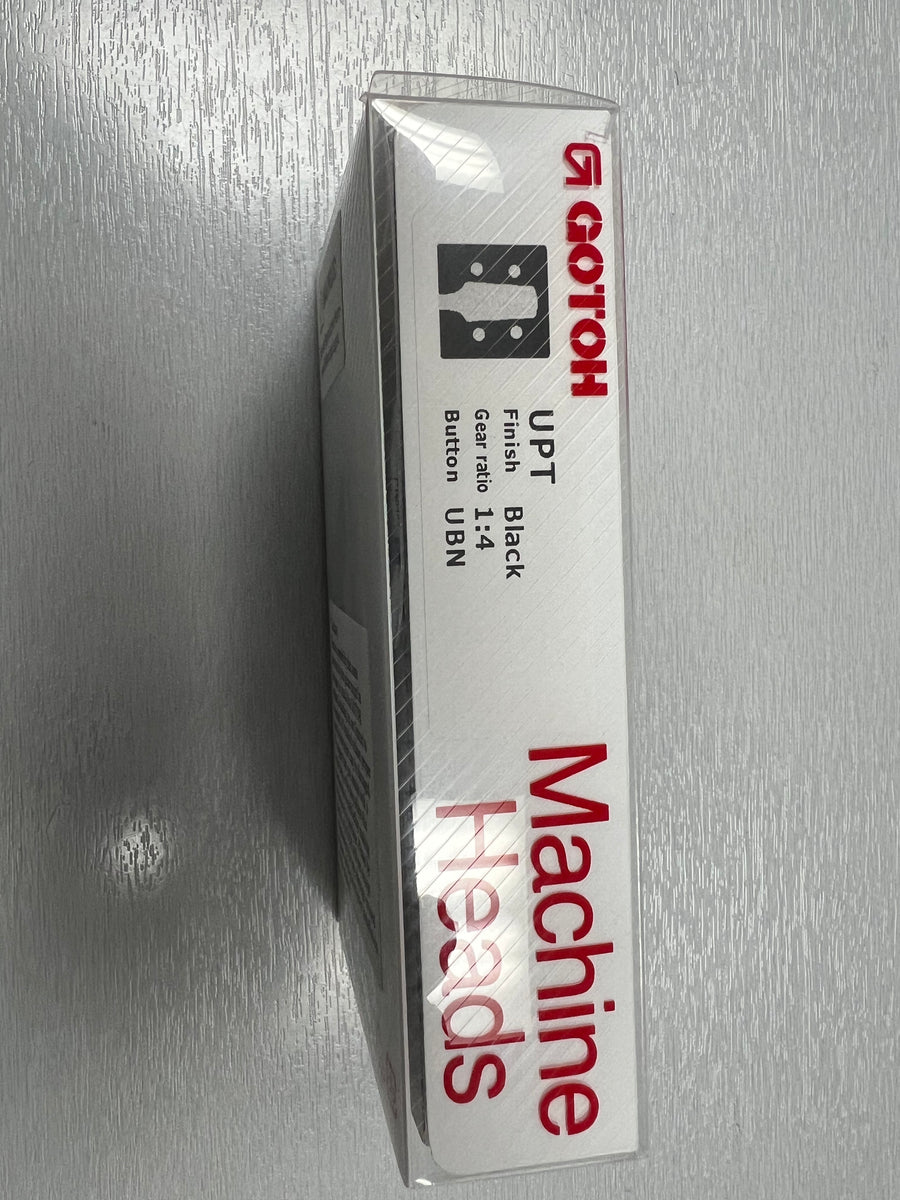 GOTOH
UPT
Finish Black
Gear ratio 1:4
Button UBN
Machine
Heads